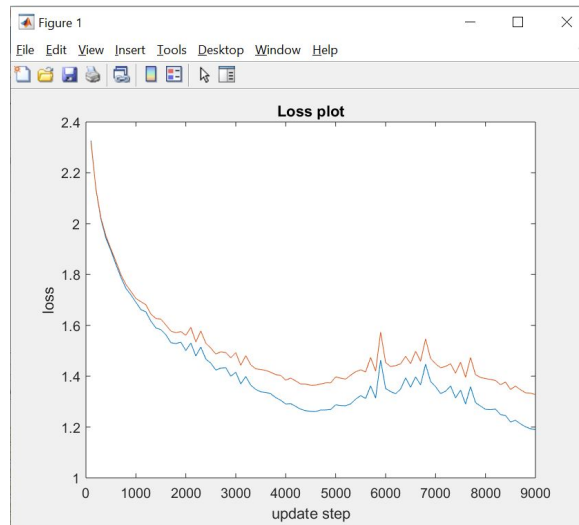 Figure 1
File Edit View Insert Tools Desktop Window Help
Loss plot
2.4
2.2
2
1.8
1.6
1.4
1.2
1
loss
0 1000 2000 3000 4000 5000 6000 7000 8000 9000
update step